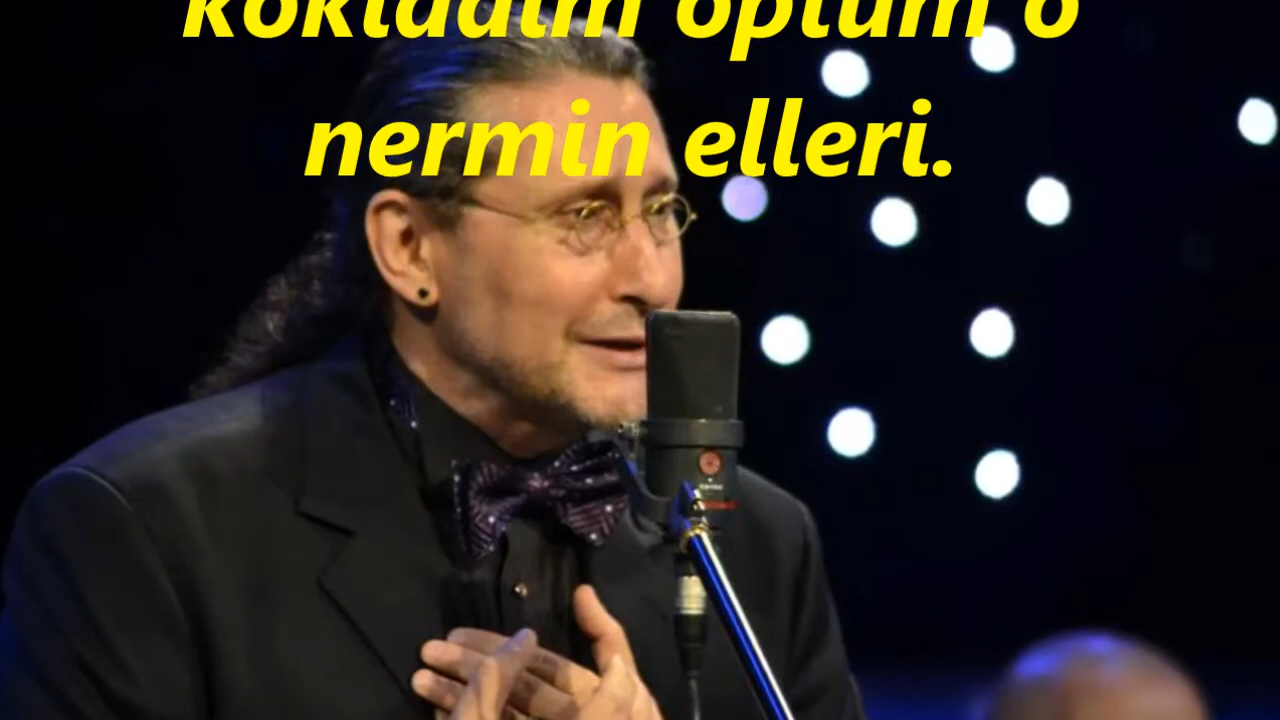 kokladım öptüm o
nermin elleri.